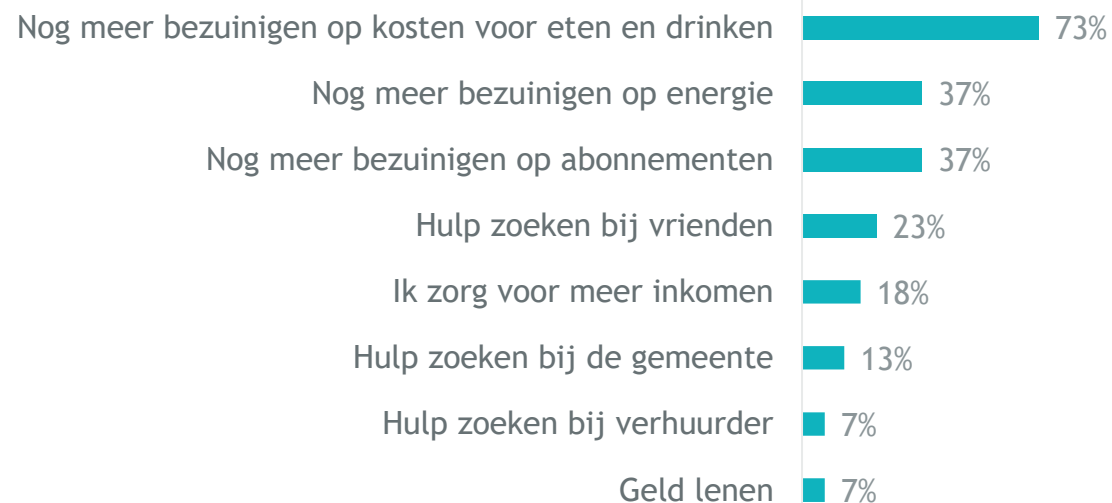 Nog meer bezuinigen op kosten voor eten en drinken 73%
Nog meer bezuinigen op energie 37%
Nog meer bezuinigen op abonnementen 37%
Hulp zoeken bij vrienden 23%
Ik zorg voor meer inkomen 18%
Hulp zoeken bij de gemeente 13%
Hulp zoeken bij verhuurder 7%
Geld lenen 7%